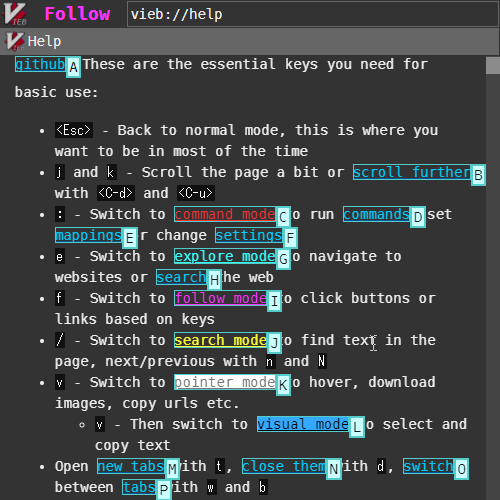 Follow vieb://help
Help
github A These are the essential keys you need for
basic use:
• <Esc> - Back to normal mode, this is where you
want to be in most of the time
• j and k - Scroll the page a bit or scroll further B
with <C-d> and <C-u>
• : - Switch to command mode C o run commands D set
mappings E r change settings F
• e - Switch to explore mode G o navigate to
websites or search H he web
• f - Switch to follow mode I o click buttons or
links based on keys
• / - Switch to search mode J o find text in the
page, next/previous with n and N
• v - Switch to pointer mode K o hover, download
images, copy urls etc.
◦ v - Then switch to visual mode L o select and
copy text
• Open new tabs M with t, close them N with d, switch O
between tabs P with w and b